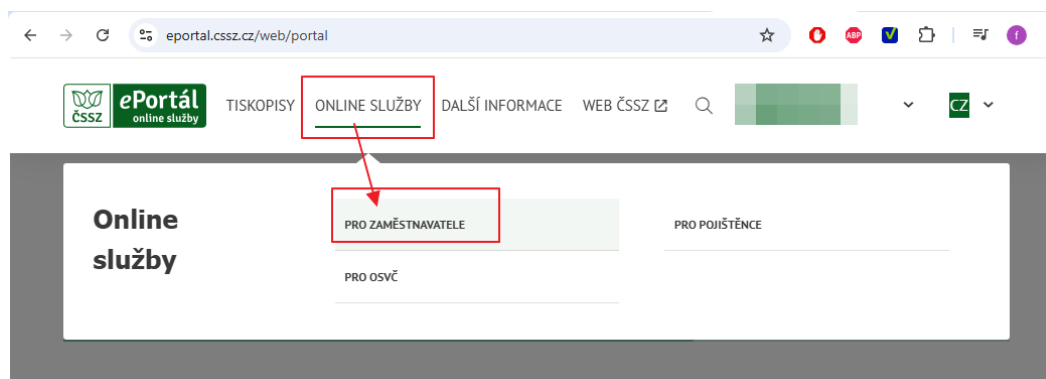 eportal.cssz.cz/web/portal
ABP
f
ČSSZ
ePortál
online služby
TISKOPISY
ONLINE SLUŽBY
DALŠÍ INFORMACE
WEB ČSSZ
CZ
Online
služby
PRO ZAMĚSTNAVATELE
PRO POJIŠTĚNCE
PRO OSVČ